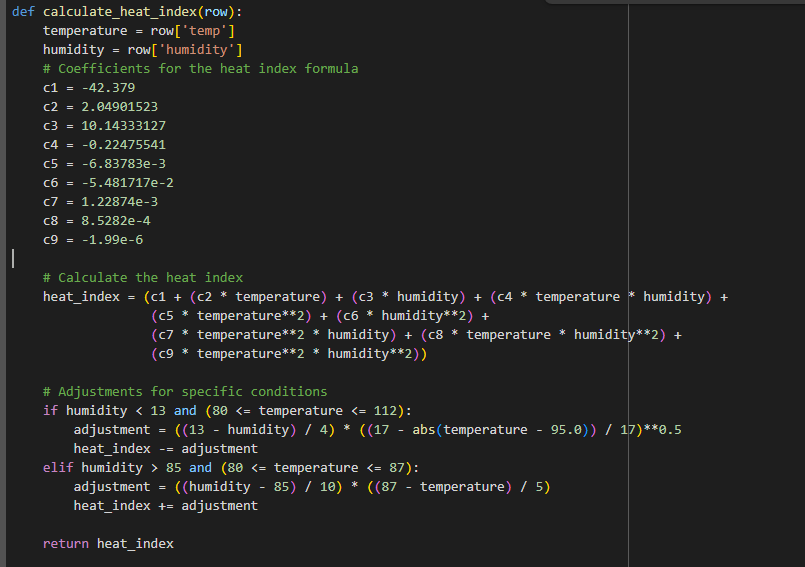 def calculate_heat_index(row):
    temperature = row['temp']
    humidity = row['humidity']
    # Coefficients for the heat index formula
    c1 = -42.379
    c2 = 2.04901523
    c3 = 10.14333127
    c4 = -0.22475541
    c5 = -6.83783e-3
    c6 = -5.481717e-2
    c7 = 1.22874e-3
    c8 = 8.5282e-4
    c9 = -1.99e-6
    # Calculate the heat index
    heat_index = (c1 + (c2 * temperature) + (c3 * humidity) + (c4 * temperature * humidity) +
                  (c5 * temperature**2) + (c6 * humidity**2) +
                  (c7 * temperature**2 * humidity) + (c8 * temperature * humidity**2) +
                  (c9 * temperature**2 * humidity**2))
    # Adjustments for specific conditions
    if humidity < 13 and (80 <= temperature <= 112):
        adjustment = ((13 - humidity) / 4) * ((17 - abs(temperature - 95.0)) / 17)**0.5
        heat_index -= adjustment
    elif humidity > 85 and (80 <= temperature <= 87):
        adjustment = ((humidity - 85) / 10) * ((87 - temperature) / 5)
        heat_index += adjustment
    return heat_index